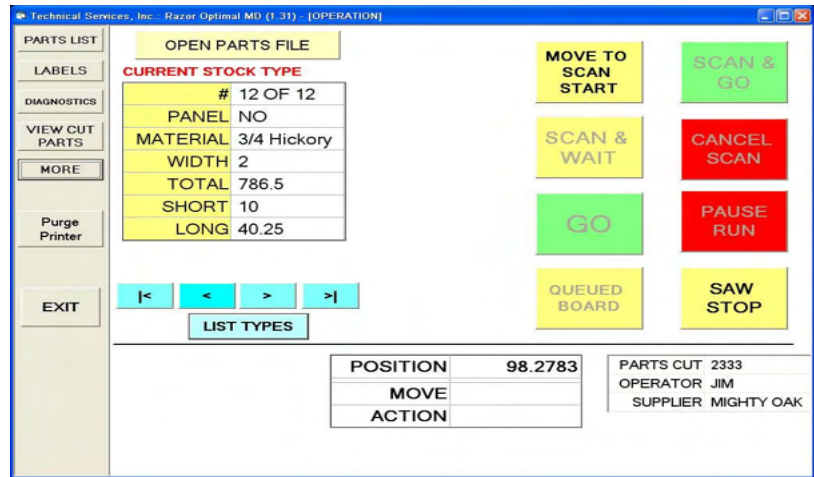 Technical Services, Inc.: Razor Optimal MD (1.31) - [OPERATION]
PARTS LIST
LABELS
DIAGNOSTICS
VIEW CUT
PARTS
MORE
Purge
Printer
EXIT
OPEN PARTS FILE
CURRENT STOCK TYPE
# 12 OF 12
PANEL NO
MATERIAL 3/4 Hickory
WIDTH 2
TOTAL 786.5
SHORT 10
LONG 40.25
|< < > >|
LIST TYPES
MOVE TO
SCAN
START
SCAN &
GO
SCAN &
WAIT
CANCEL
SCAN
GO
PAUSE
RUN
QUEUED
BOARD
SAW
STOP
POSITION 98.2783
MOVE
ACTION
PARTS CUT 2333
OPERATOR JIM
SUPPLIER MIGHTY OAK